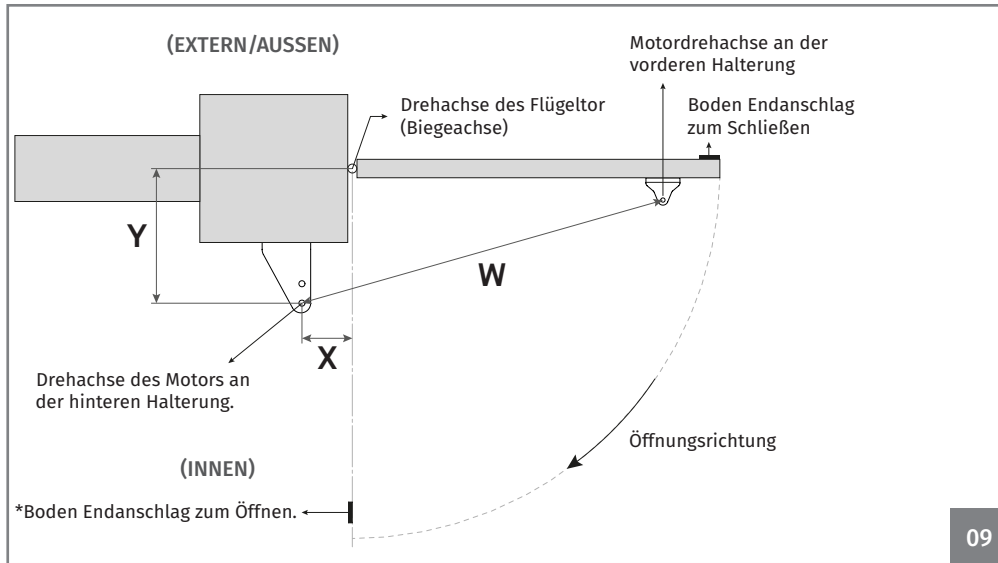 (EXTERN/AUSSEN)
Motordrehachse an der
vorderen Halterung
Drehachse des Flügeltor
(Biegeachse)
Boden Endanschlag
zum Schließen
Y
W
X
Drehachse des Motors an
der hinteren Halterung.
Öffnungsrichtung
(INNEN)
*Boden Endanschlag zum Öffnen.
09